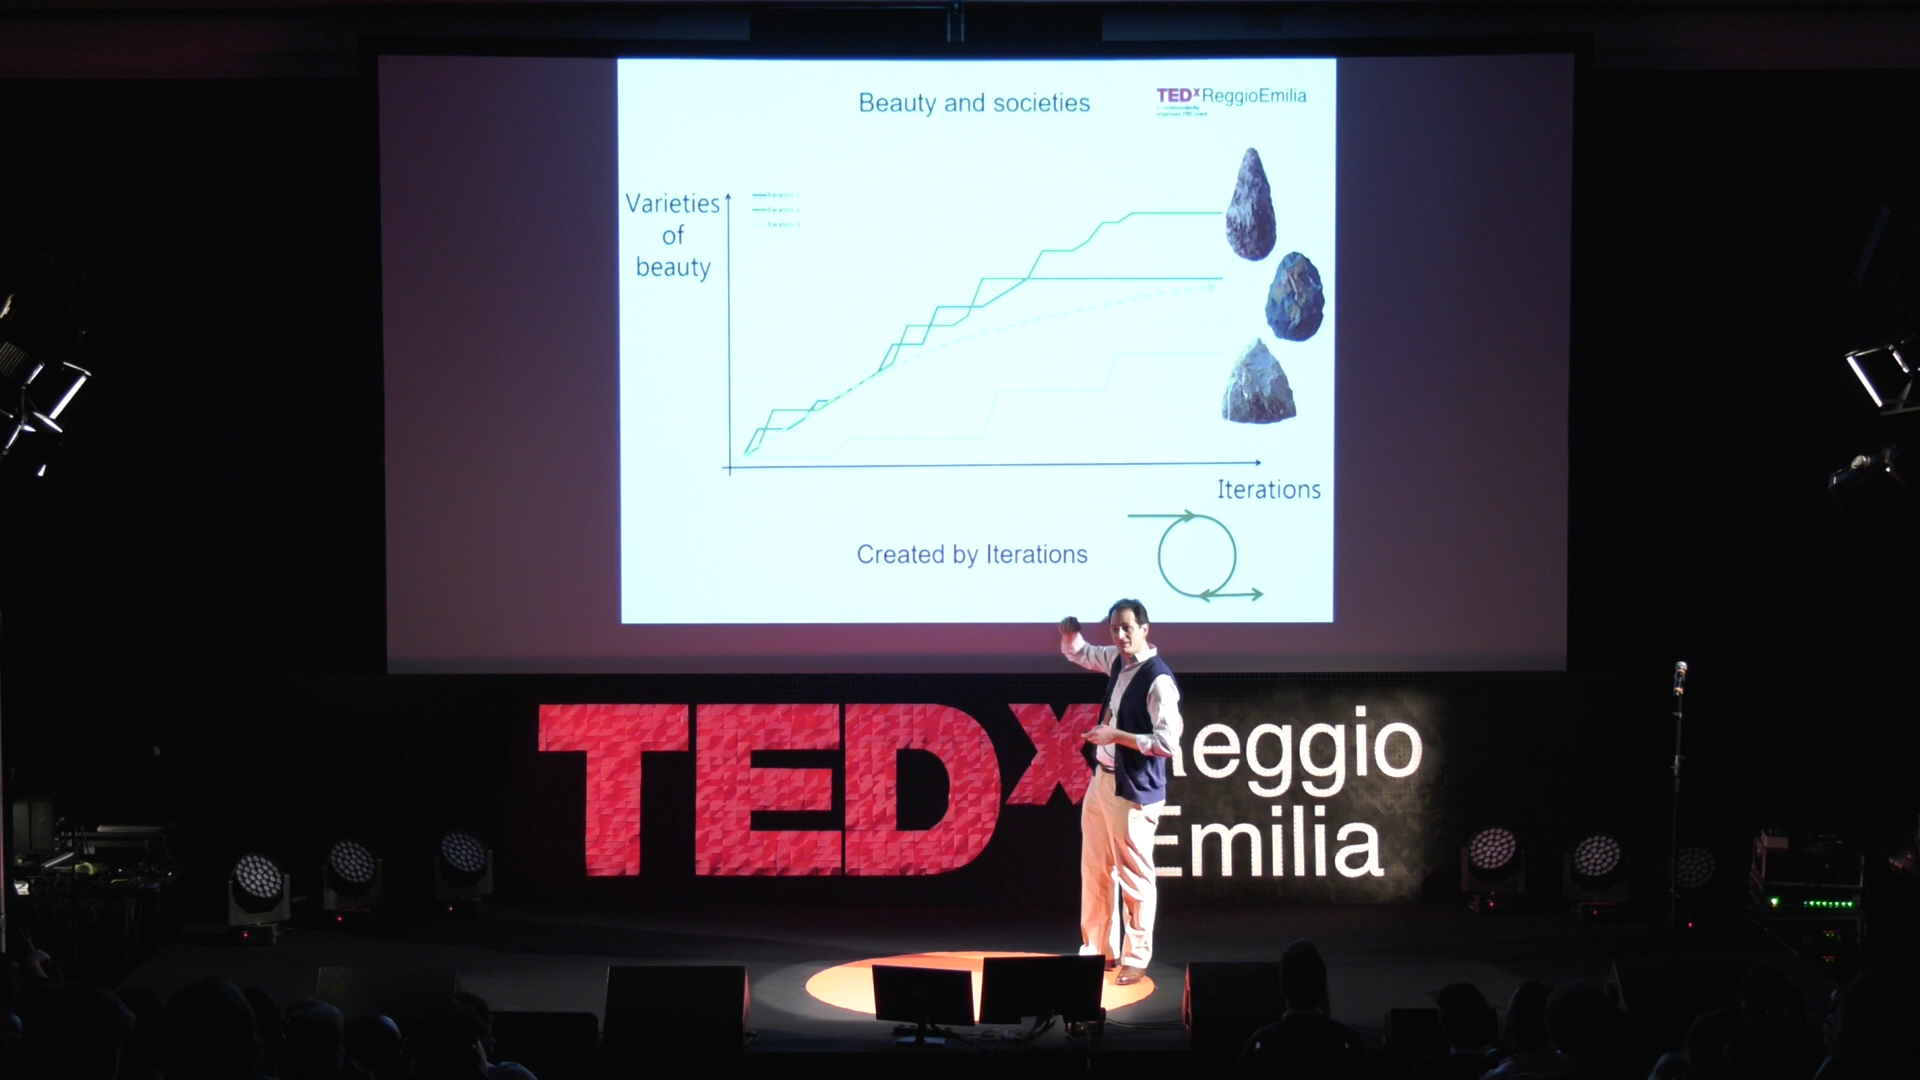 Beauty and societies
TEDxReggioEmilia
Varieties
of
beauty
Iterations
Created by Iterations
TEDx
Reggio
Emilia